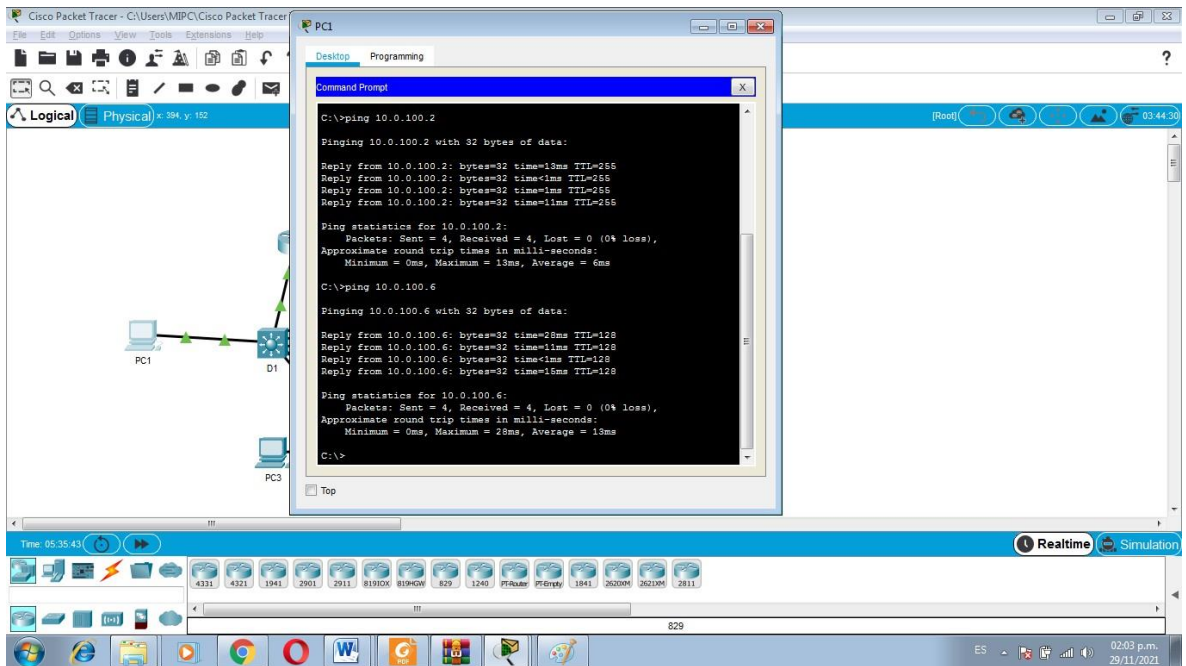 Cisco Packet Tracer - C:\Users\MIPC\Cisco Packet Tracer
File Edit Options View Tools Extensions Help
Logical
Physical x: 394, y: 152
[Root]
03:44:30
PC1
Desktop Programming
Command Prompt
X
C:\>ping 10.0.100.2
Pinging 10.0.100.2 with 32 bytes of data:
Reply from 10.0.100.2: bytes=32 time=13ms TTL=255
Reply from 10.0.100.2: bytes=32 time<1ms TTL=255
Reply from 10.0.100.2: bytes=32 time=1ms TTL=255
Reply from 10.0.100.2: bytes=32 time=11ms TTL=255
Ping statistics for 10.0.100.2:
Packets: Sent = 4, Received = 4, Lost = 0 (0% loss),
Approximate round trip times in milli-seconds:
Minimum = 0ms, Maximum = 13ms, Average = 6ms
C:\>ping 10.0.100.6
Pinging 10.0.100.6 with 32 bytes of data:
Reply from 10.0.100.6: bytes=32 time=28ms TTL=128
Reply from 10.0.100.6: bytes=32 time=11ms TTL=128
Reply from 10.0.100.6: bytes=32 time<1ms TTL=128
Reply from 10.0.100.6: bytes=32 time=15ms TTL=128
Ping statistics for 10.0.100.6:
Packets: Sent = 4, Received = 4, Lost = 0 (0% loss),
Approximate round trip times in milli-seconds:
Minimum = 0ms, Maximum = 28ms, Average = 13ms
C:\>
Top
PC1
D1
PC3
Time: 05:35:43
Realtime
Simulation
4331 4321 1941 2901 2911 819IOX 819HGW 829 1240 PT-Router PT-Empty 1841 2620XM 2621XM 2811
829
ES
02:03 p.m.
29/11/2021